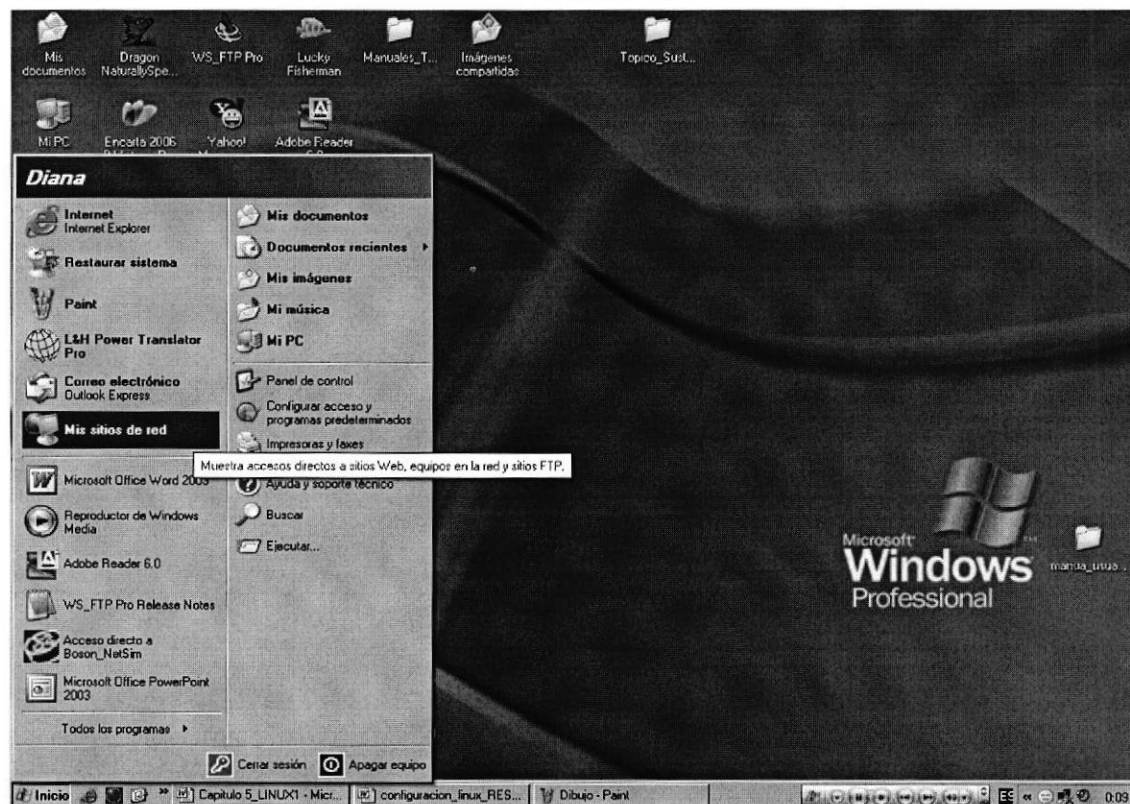 Mis documentos
Dragon NaturallySpe...
WS_FTP Pro
Lucky Fisherman
Manuales_T...
Imágenes compartidas
Topico_Sust...
Mi PC
Encarta 2006
Yahoo!
Adobe Reader
Diana
Internet
Internet Explorer
Restaurar sistema
Paint
L&H Power Translator
Pro
Correo electrónico
Outlook Express
Mis sitios de red
Microsoft Office Word 2003
Reproductor de Windows
Media
Adobe Reader 6.0
WS_FTP Pro Release Notes
Acceso directo a
Boson_NetSim
Microsoft Office PowerPoint
2003
Todos los programas
Mis documentos
Documentos recientes
Mis imágenes
Mi música
Mi PC
Panel de control
Configurar acceso y
programas predeterminados
Impresoras y faxes
Muestra accesos directos a sitios Web, equipos en la red y sitios FTP.
Ayuda y soporte técnico
Buscar
Ejecutar...
Cerrar sesión
Apagar equipo
Microsoft
Windows
Professional
manua_usua...
Inicio
Capitulo 5_LINUX1 - Micr...
configuracion_linux_RES...
Dibujo - Paint
ES
0:09